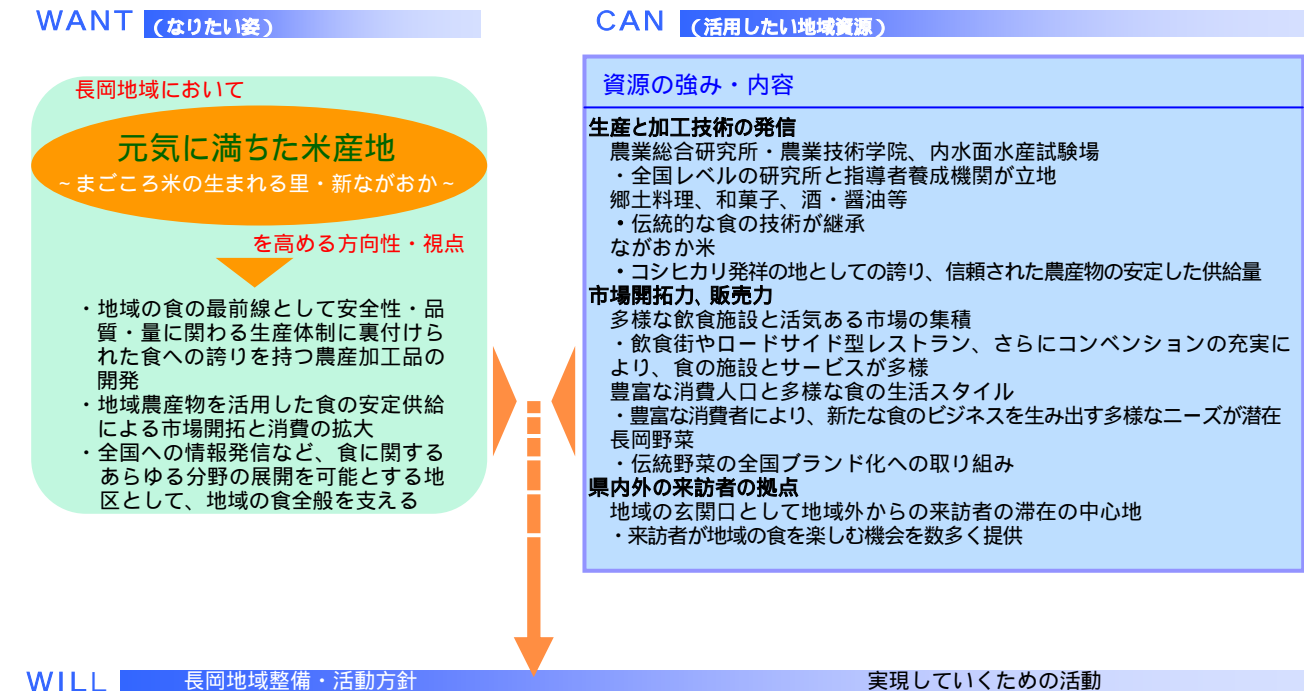 WANT （なりたい姿）
長岡地域において
元気に満ちた米産地
~まごころ米の生まれる里・新ながおか~
を高める方向性・視点
・地域の食の最前線として安全性・品
質・量に関わる生産体制に裏付けら
れた食への誇りを持つ農産加工品の
開発
・地域農産物を活用した食の安定供給
による市場開拓と消費の拡大
・全国への情報発信など、食に関する
あらゆる分野の展開を可能とする地
区として、地域の食全般を支える
CAN （活用したい地域資源）
資源の強み・内容
生産と加工技術の発信
農業総合研究所・農業技術学院、内水面水産試験場
・全国レベルの研究所と指導者養成機関が立地
郷土料理、和菓子、酒・醤油等
・伝統的な食の技術が継承
ながおか米
・コシヒカリ発祥の地としての誇り、信頼された農産物の安定した供給量
市場開拓力、販売力
多様な飲食施設と活気ある市場の集積
・飲食街やロードサイド型レストラン、さらにコンベンションの充実に
より、食の施設とサービスが多様
豊富な消費人口と多様な食の生活スタイル
・豊富な消費者により、新たな食のビジネスを生み出す多様なニーズが潜在
長岡野菜
・伝統野菜の全国ブランド化への取り組み
県内外の来訪者の拠点
地域の玄関口として地域外からの来訪者の滞在の中心地
・来訪者が地域の食を楽しむ機会を数多く提供
WILL 長岡地域整備・活動方針 実現していくための活動